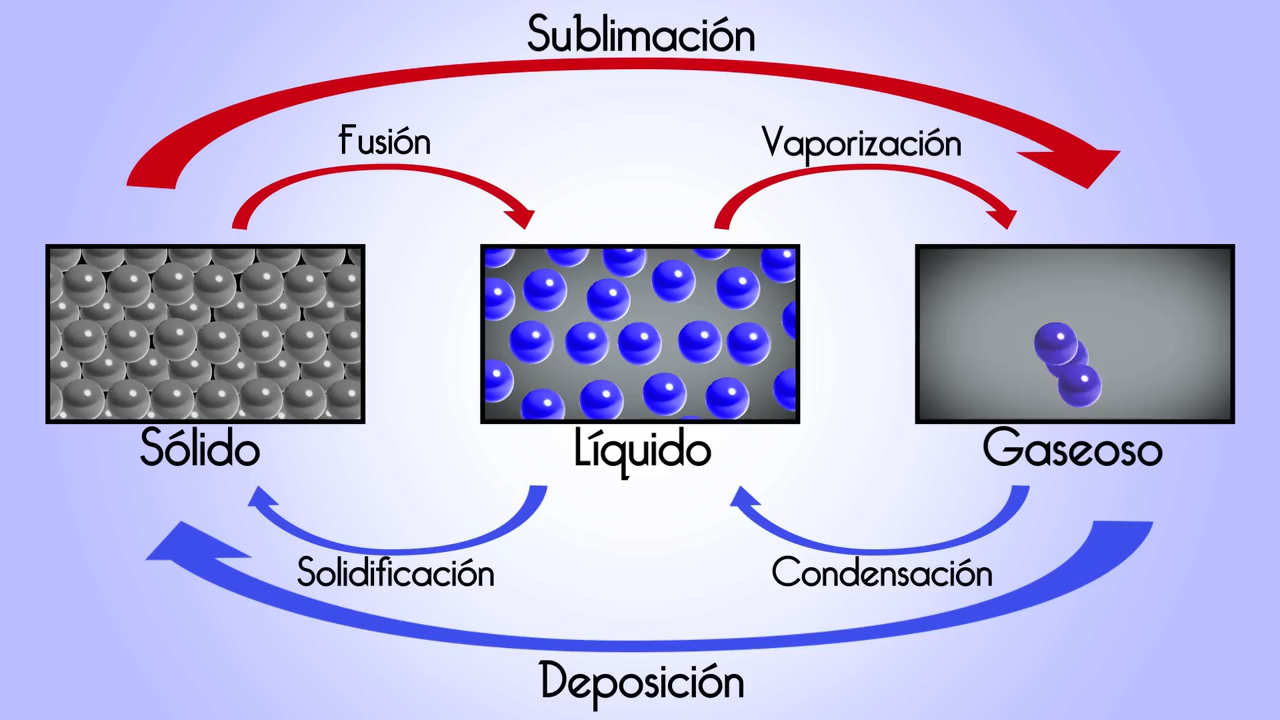 Sublimación
Fusión
Vaporización
Sólido
Líquido
Gaseoso
Solidificación
Condensación
Deposición